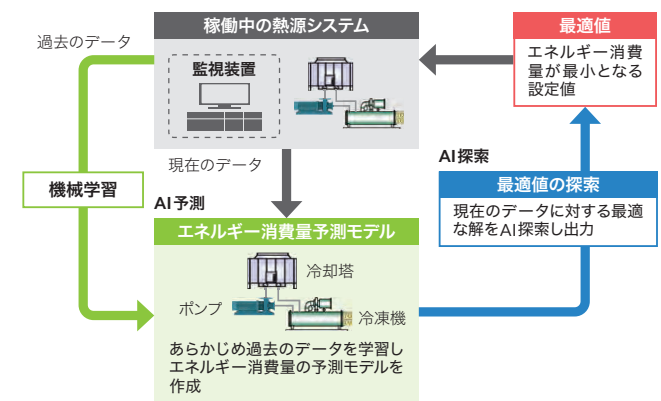 過去のデータ
稼働中の熱源システム
監視装置
最適値
エネルギー消費
量が最小となる
設定値
現在のデータ
機械学習
AI予測
エネルギー消費量予測モデル
冷却塔
ポンプ
冷凍機
あらかじめ過去のデータを学習し
エネルギー消費量の予測モデルを
作成
AI探索
最適値の探索
現在のデータに対する最適
な解をAI探索し出力